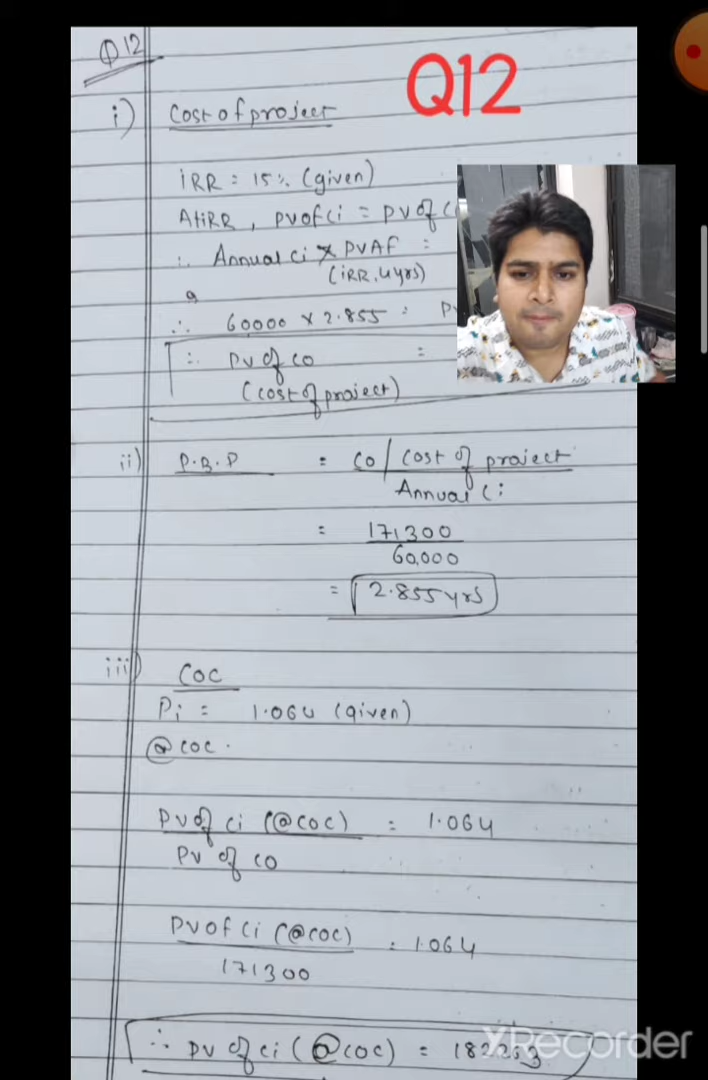 Q12
Q12
i) Cost of project
iRR = 15% (given)
At iRR, pv of ci = pv of c
∴ Annual ci × PVAF =
(iRR, 4 yrs)
∴ 60000 × 2.855 = P
∴ pv of co =
(cost of project)
ii) P.B.P = co / cost of project
Annual ci
= 171300
60,000
= 2.855 yrs
iii) COC
Pi = 1.064 (given)
@ coc.
PV of ci (@COC) = 1.064
PV of CO
PV of ci (@COC) = 1.064
171300
∴ pv of ci (@COC) = 182263
XRecorder